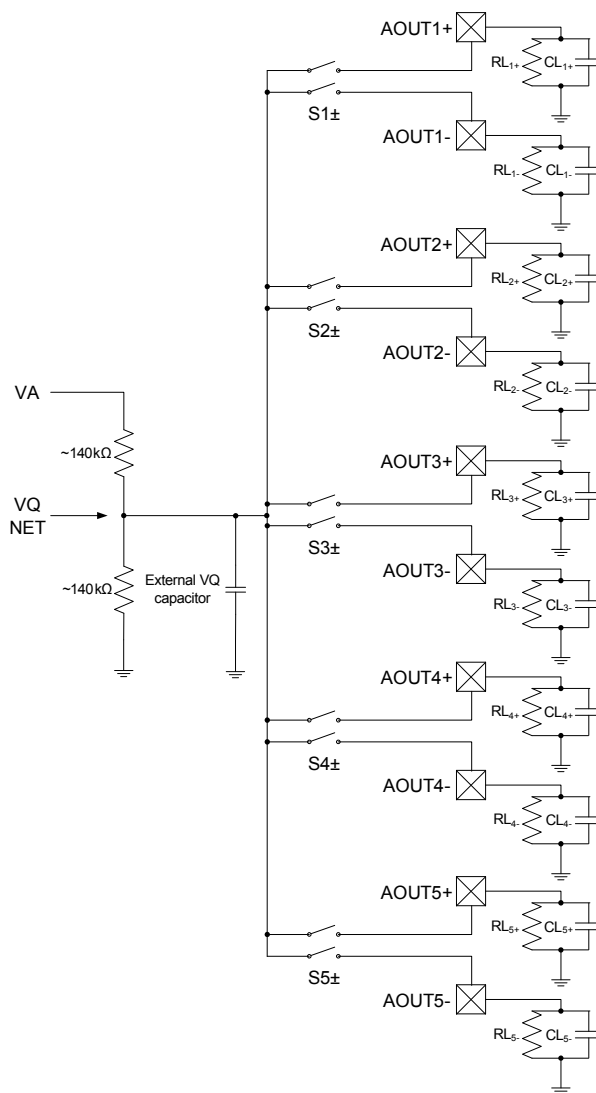 AOUT1+
RL1+
CL1+
S1±
AOUT1-
RL1-
CL1-
AOUT2+
RL2+
CL2+
S2±
AOUT2-
RL2-
CL2-
VA
~140kΩ
VQ
NET
~140kΩ
External VQ
capacitor
AOUT3+
RL3+
CL3+
S3±
AOUT3-
RL3-
CL3-
AOUT4+
RL4+
CL4+
S4±
AOUT4-
RL4-
CL4-
AOUT5+
RL5+
CL5+
S5±
AOUT5-
RL5-
CL5-